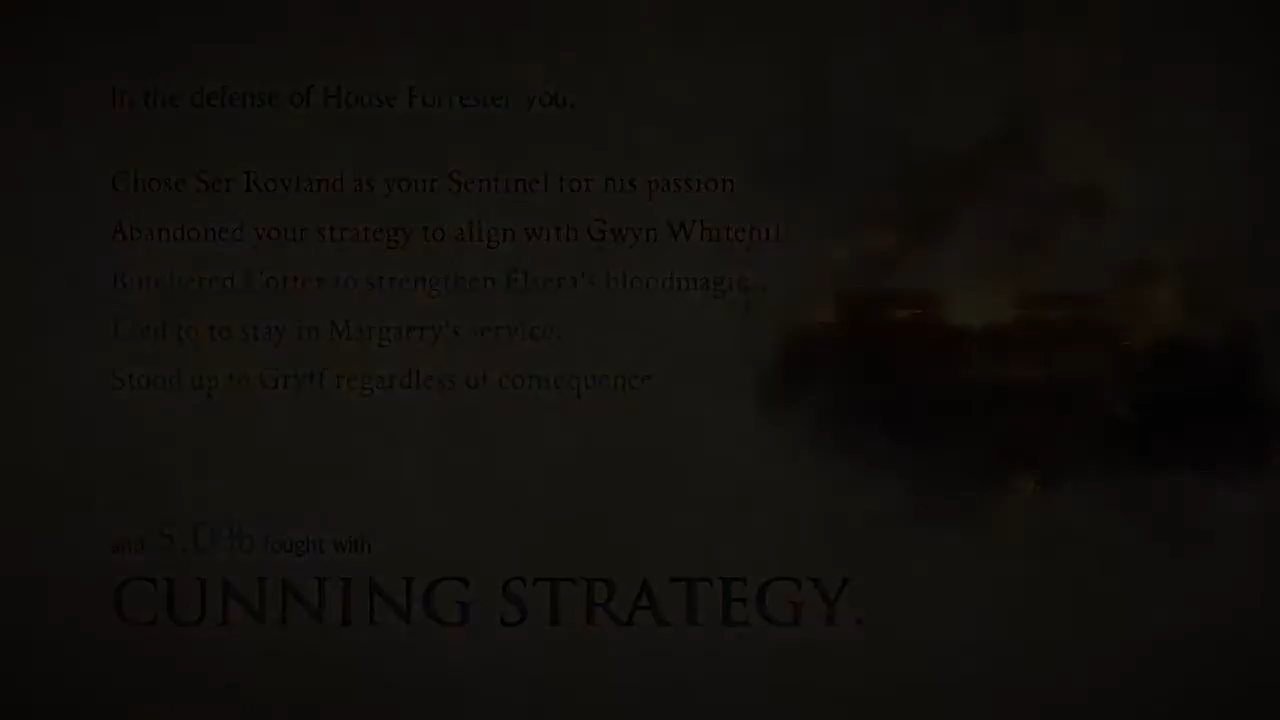 In the defense of House Forrester you:
Chose Ser Royland as your Sentinel for his passion
Abandoned your strategy to align with Gwyn Whitehill
Butchered Cotter to strengthen Elsera's bloodmagic.
Lied to to stay in Margaery's service.
Stood up to Gryff regardless of consequence
and fought with
CUNNING STRATEGY.